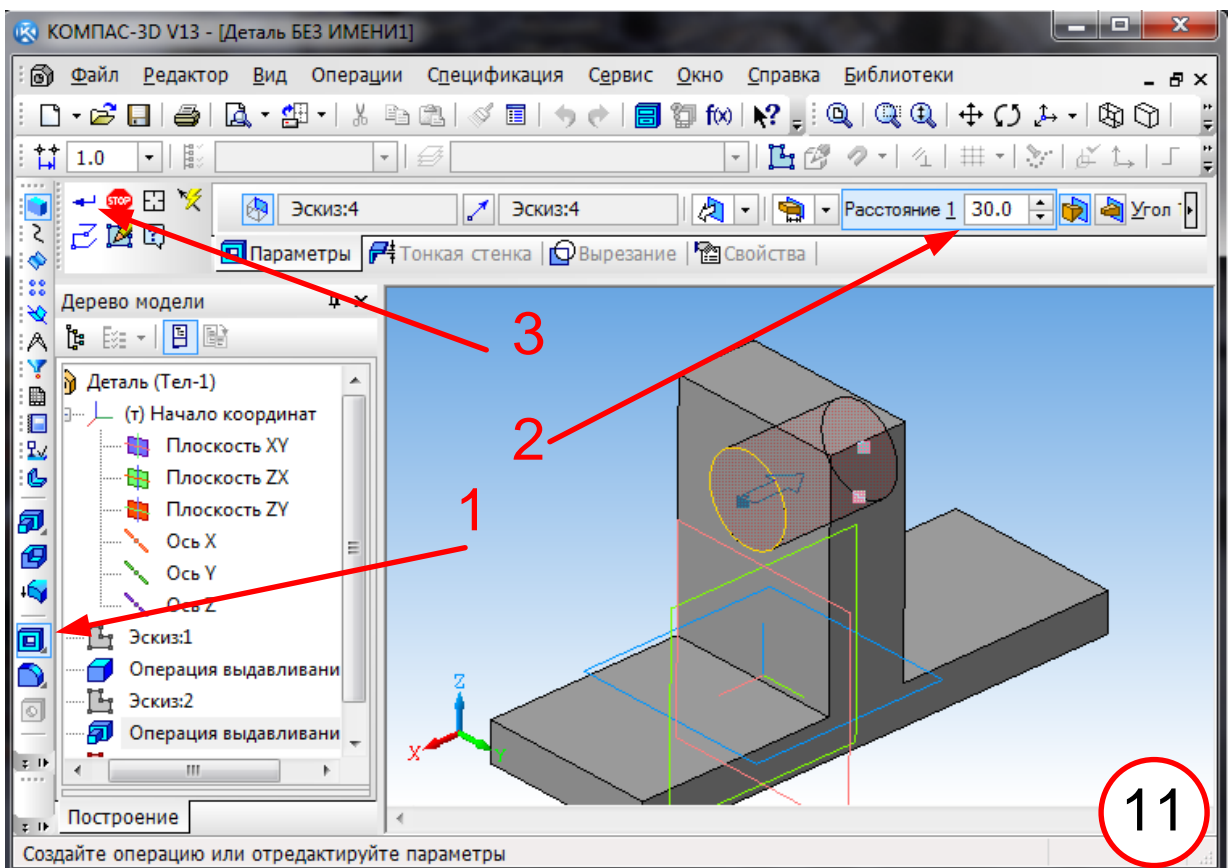 КОМПАС-3D V13 - [Деталь БЕЗ ИМЕНИ1]
Файл Редактор Вид Операции Спецификация Сервис Окно Справка Библиотеки
f(x)
1.0
STOP Эскиз:4 Эскиз:4 Расстояние 1 30.0 Угол
Параметры Тонкая стенка Вырезание Свойства
Дерево модели
Деталь (Тел-1)
(т) Начало координат
Плоскость XY
Плоскость ZX
Плоскость ZY
Ось X
Ось Y
Ось Z
Эскиз:1
Операция выдавливани
Эскиз:2
Операция выдавливани
Построение
3
2
1
Z
X
Y
11
Создайте операцию или отредактируйте параметры